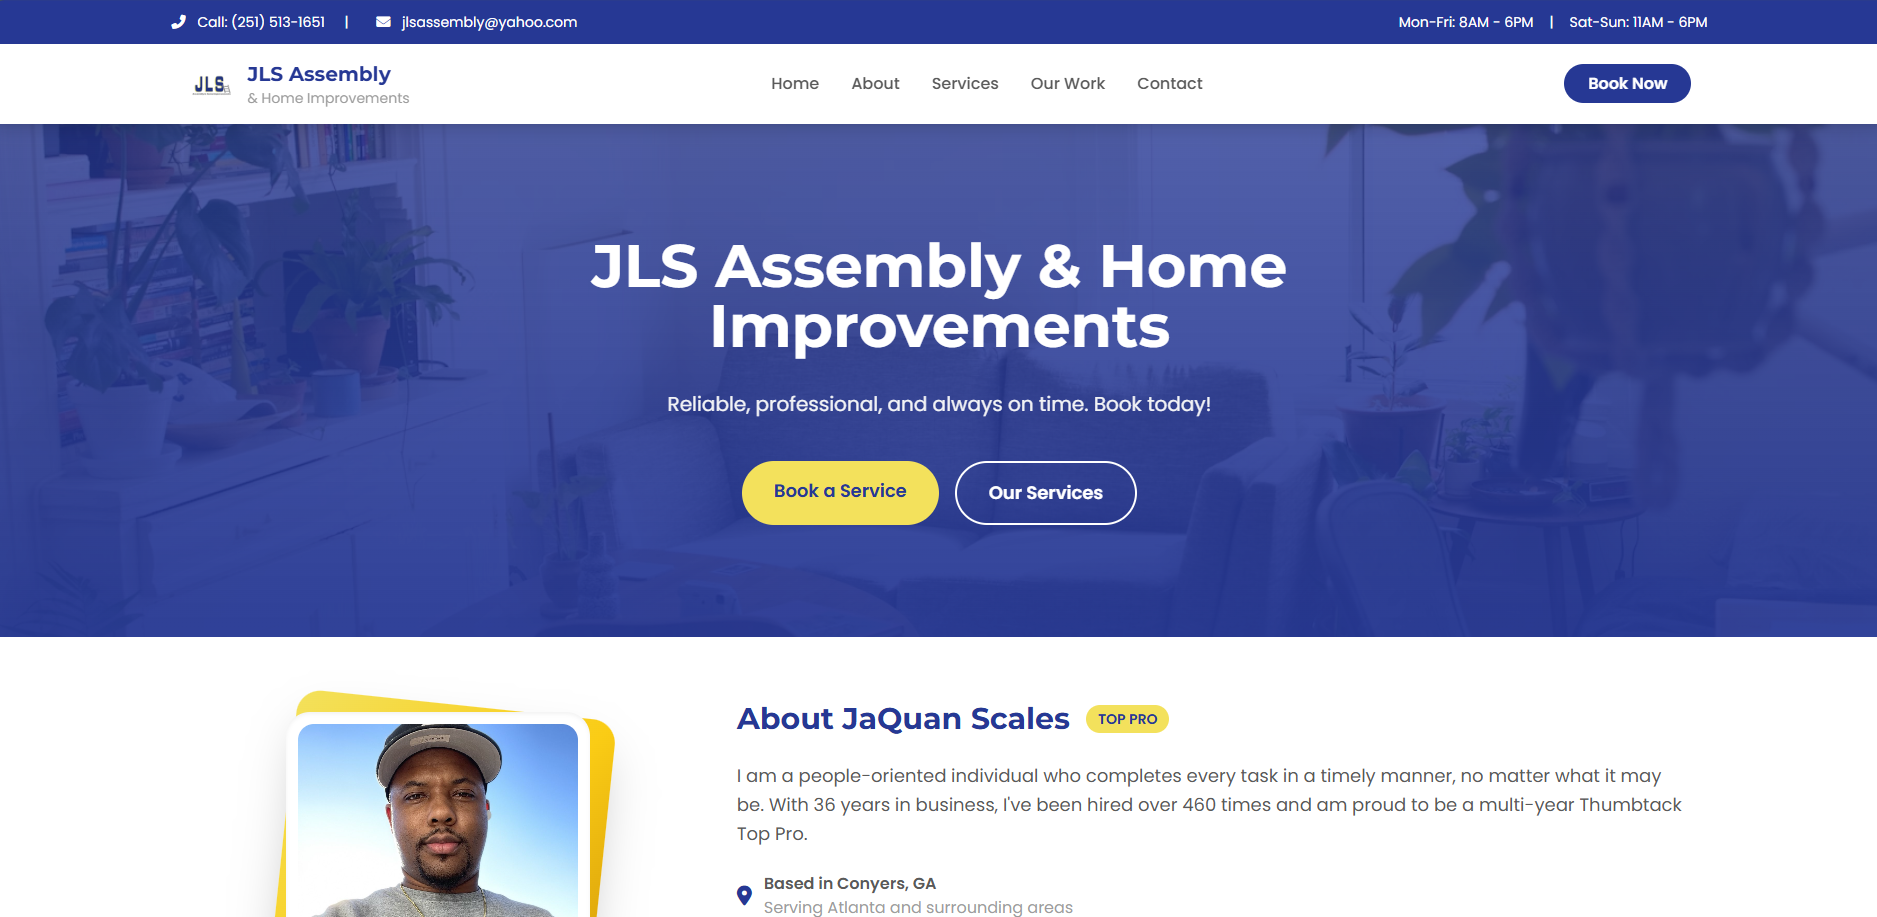 Call: (251) 513-1651 | jlsassembly@yahoo.com
Mon-Fri: 8AM - 6PM | Sat-Sun: 11AM - 6PM
JLS
JLS Assembly
& Home Improvements
Home About Services Our Work Contact
Book Now
JLS Assembly & Home
Improvements
Reliable, professional, and always on time. Book today!
Book a Service
Our Services
About JaQuan Scales TOP PRO
I am a people-oriented individual who completes every task in a timely manner, no matter what it may
be. With 36 years in business, I've been hired over 460 times and am proud to be a multi-year Thumbtack
Top Pro.
Based in Conyers, GA
Serving Atlanta and surrounding areas